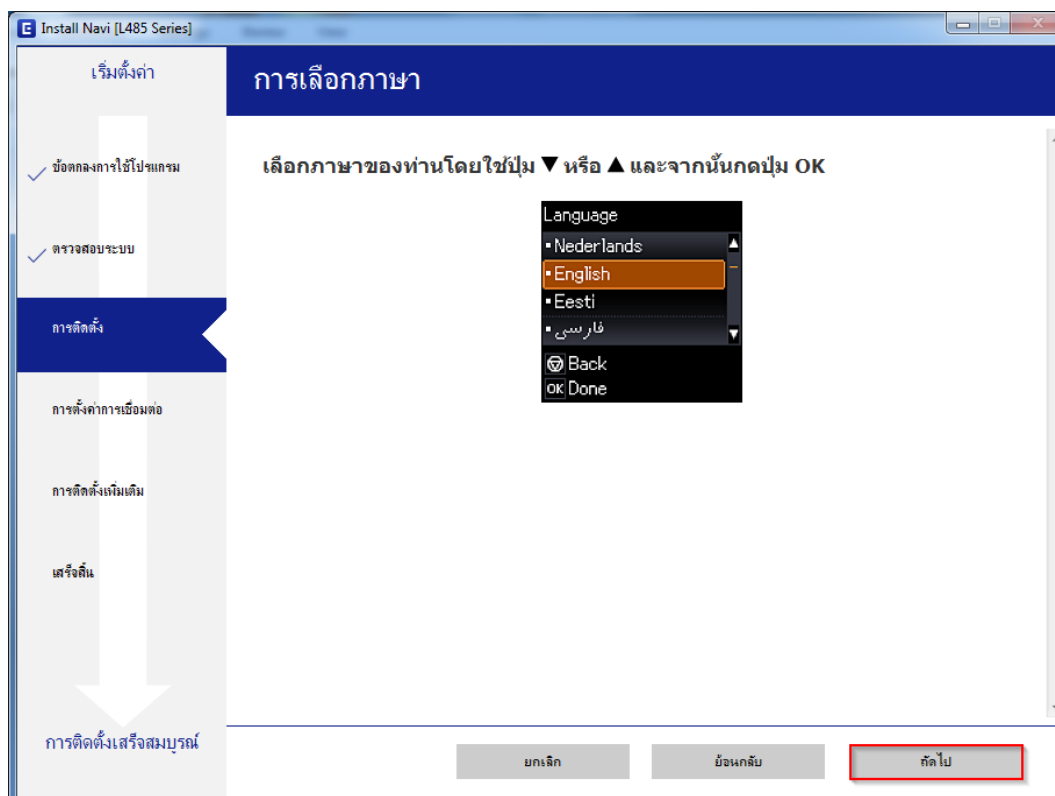 Install Navi [L485 Series]
เริ่มตั้งค่า
การเลือกภาษา
ข้อตกลงการใช้โปรแกรม
ตรวจสอบระบบ
การติดตั้ง
การตั้งค่าการเชื่อมต่อ
การติดตั้งเพิ่มเติม
เสร็จสิ้น
การติดตั้งเสร็จสมบูรณ์
เลือกภาษาของท่านโดยใช้ปุ่ม ▼ หรือ ▲ และจากนั้นกดปุ่ม OK
Language
▪Nederlands
▪English
▪Eesti
▪فارسی
Back
OK Done
ยกเลิก
ย้อนกลับ
ถัดไป